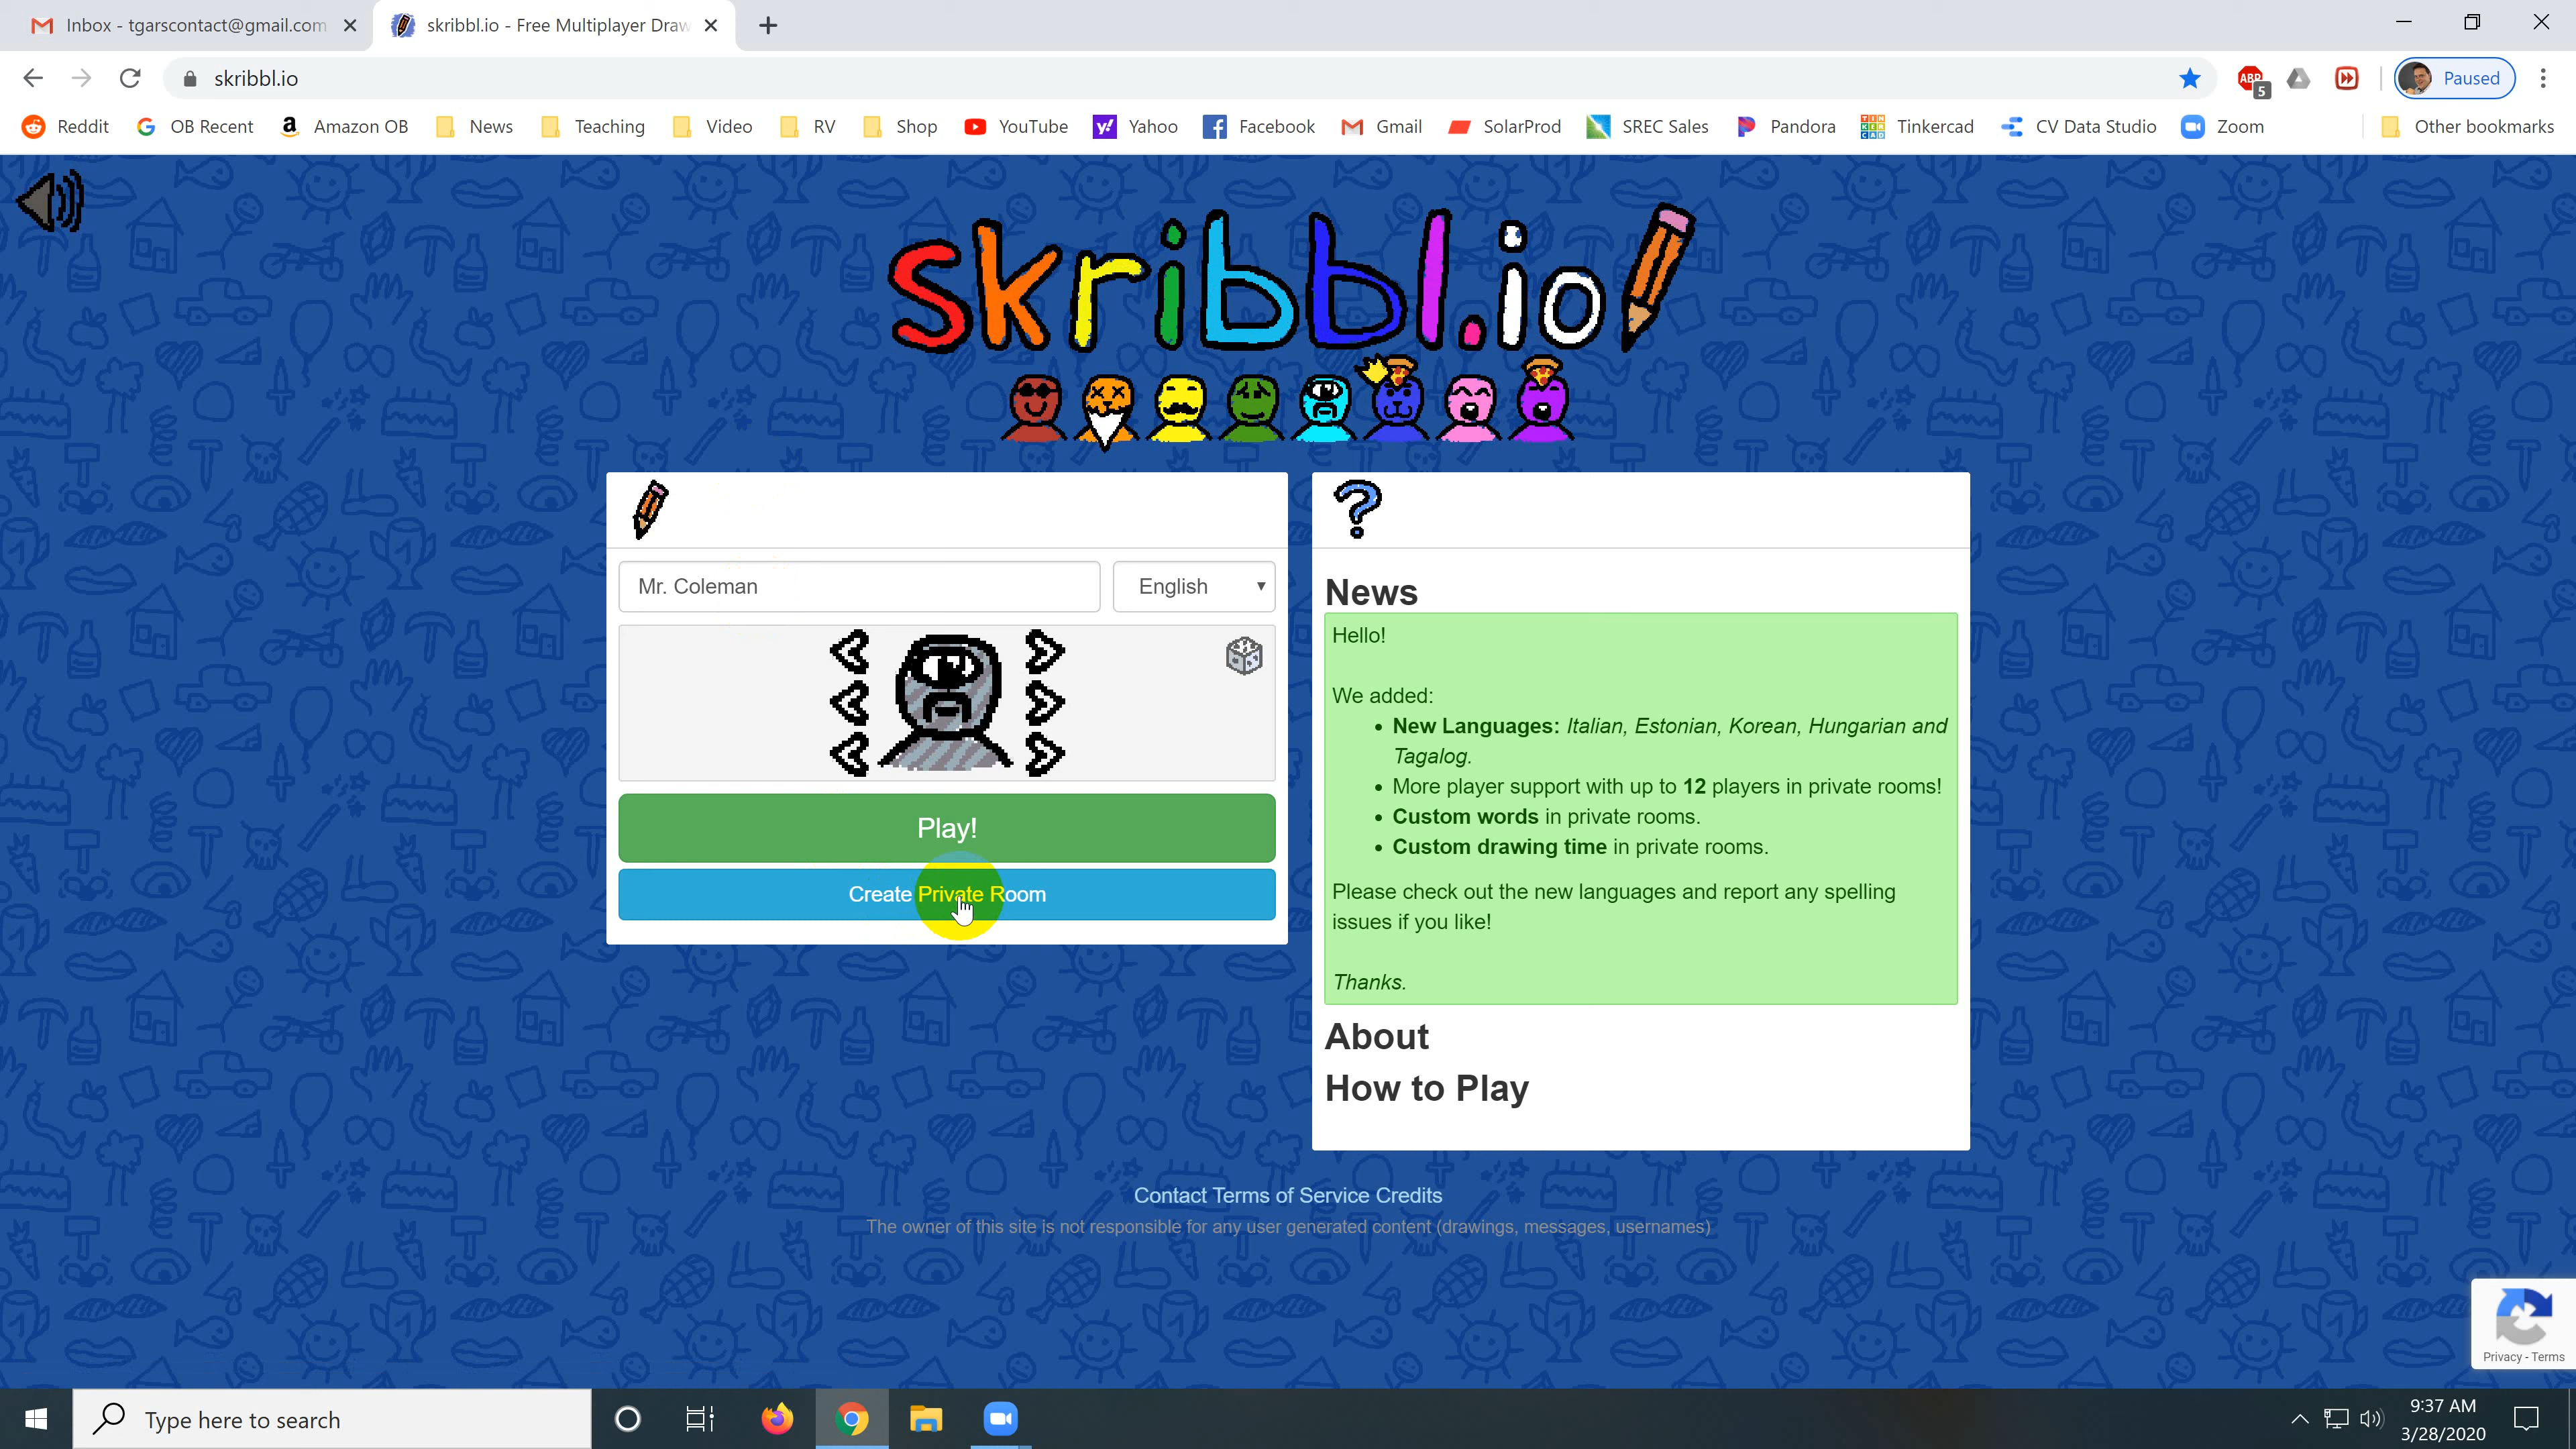 Inbox - tgarscontact@gmail.com
skribbl.io - Free Multiplayer Draw
skribbl.io
ABP
5
Paused
Reddit
OB Recent
Amazon OB
News
Teaching
Video
RV
Shop
YouTube
Yahoo
Facebook
Gmail
SolarProd
SREC Sales
Pandora
Tinkercad
CV Data Studio
Zoom
Other bookmarks
skribbl.io
Mr. Coleman
English
Play!
Create Private Room
News
Hello!
We added:
• New Languages: Italian, Estonian, Korean, Hungarian and
Tagalog.
• More player support with up to 12 players in private rooms!
• Custom words in private rooms.
• Custom drawing time in private rooms.
Please check out the new languages and report any spelling
issues if you like!
Thanks.
About
How to Play
Contact Terms of Service Credits
The owner of this site is not responsible for any user generated content (drawings, messages, usernames)
Privacy - Terms
Type here to search
9:37 AM
3/28/2020